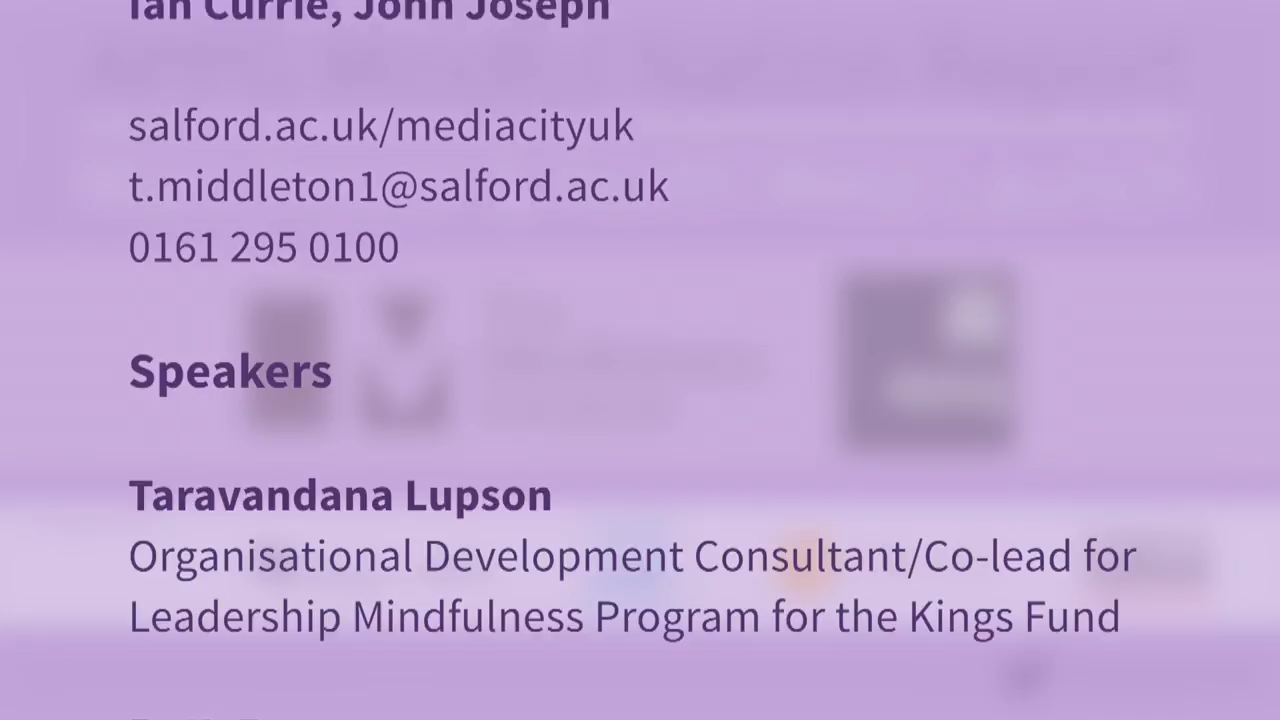 Ian Currie, John Joseph
salford.ac.uk/mediacityuk
t.middleton1@salford.ac.uk
0161 295 0100
Speakers
Taravandana Lupson
Organisational Development Consultant/Co-lead for
Leadership Mindfulness Program for the Kings Fund